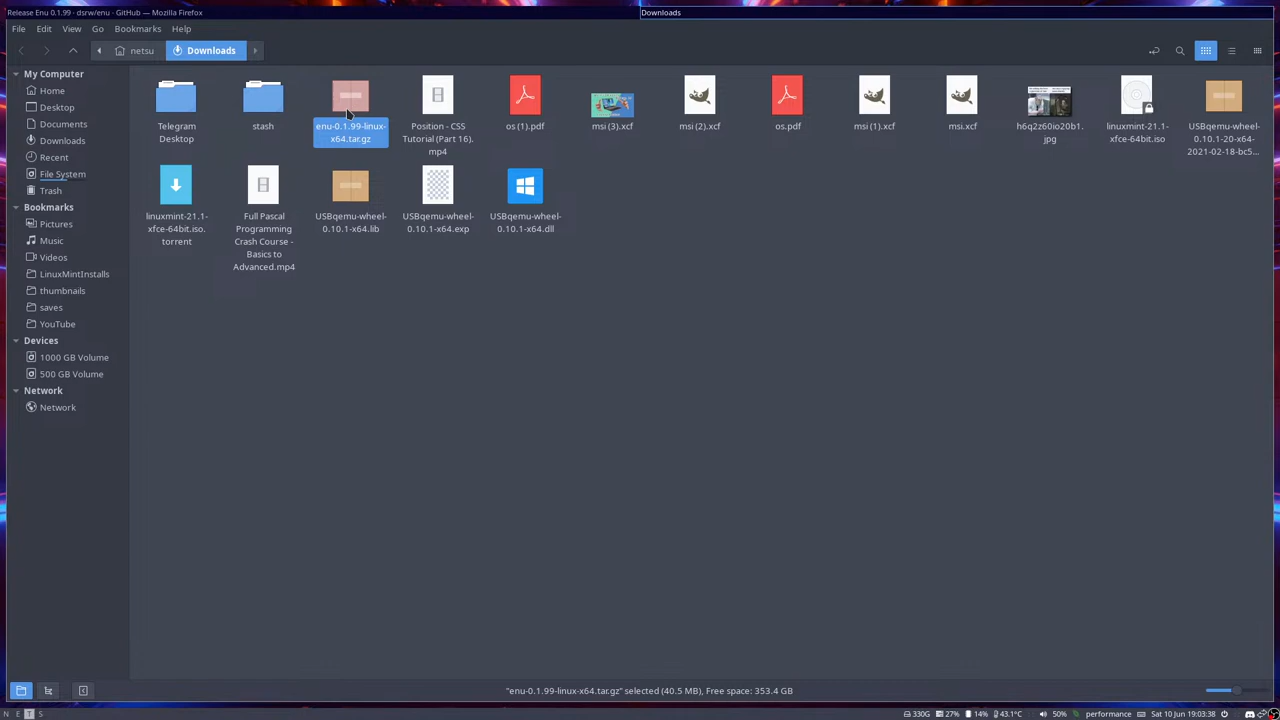 Release Enu 0.1.99 · dsrw/enu · GitHub — Mozilla Firefox
Downloads
File Edit View Go Bookmarks Help
netsu Downloads
My Computer
Home
Desktop
Documents
Downloads
Recent
File System
Trash
Bookmarks
Pictures
Music
Videos
LinuxMintInstalls
thumbnails
saves
YouTube
Devices
1000 GB Volume
500 GB Volume
Network
Network
Telegram
Desktop
stash
enu-0.1.99-linux-
x64.tar.gz
Position - CSS
Tutorial (Part 16).
mp4
os (1).pdf
msi (3).xcf
msi (2).xcf
os.pdf
msi (1).xcf
msi.xcf
h6q2z60io20b1.
jpg
linuxmint-21.1-
xfce-64bit.iso
USBqemu-wheel-
0.10.1-20-x64-
2021-02-18-bc5...
linuxmint-21.1-
xfce-64bit.iso.
torrent
Full Pascal
Programming
Crash Course -
Basics to
Advanced.mp4
USBqemu-wheel-
0.10.1-x64.lib
USBqemu-wheel-
0.10.1-x64.exp
USBqemu-wheel-
0.10.1-x64.dll
"enu-0.1.99-linux-x64.tar.gz" selected (40.5 MB), Free space: 353.4 GB
N E T S
330G 27% 14% 43.1°C 50% performance Sat 10 Jun 19:03:38